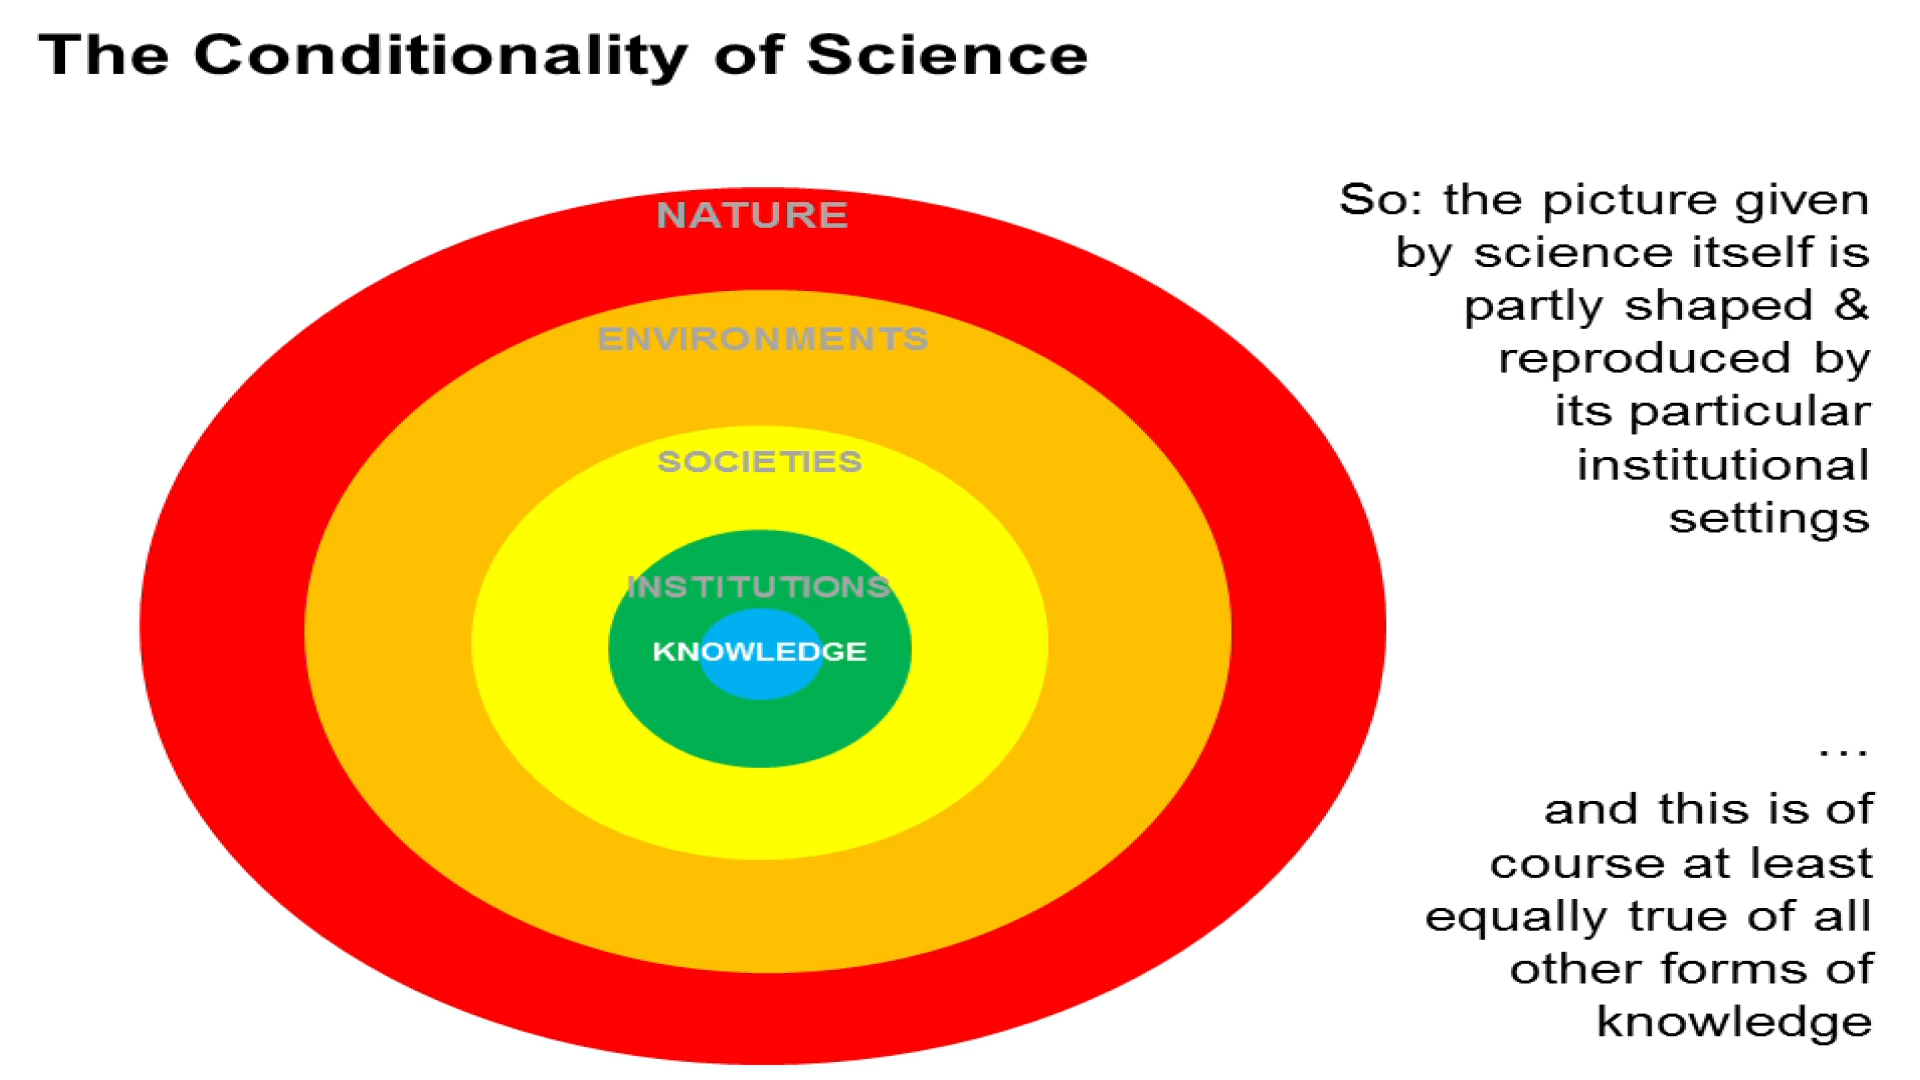 The Conditionality of Science
NATURE
ENVIRONMENTS
SOCIETIES
INSTITUTIONS
KNOWLEDGE
So: the picture given
by science itself is
partly shaped &
reproduced by
its particular
institutional
settings
...
and this is of
course at least
equally true of all
other forms of
knowledge